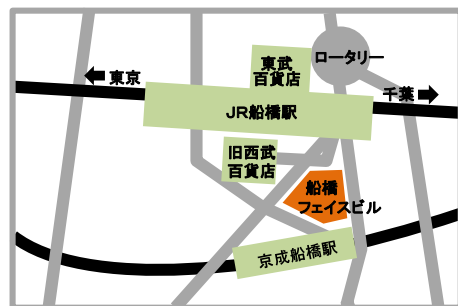 東武
百貨店
ロータリー
東京
千葉
JR船橋駅
旧西武
百貨店
船橋
フェイスビル
京成船橋駅